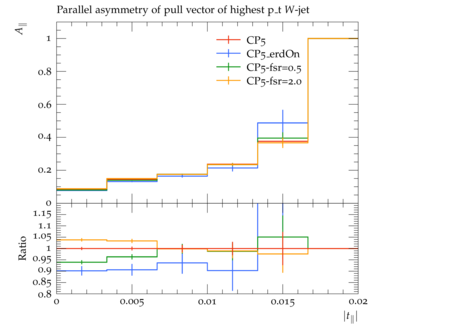 Parallel asymmetry of pull vector of highest p_t W-jet
A∥
1
0.8
0.6
0.4
0.2
0
CP5
CP5_erdOn
CP5-fsr=0.5
CP5-fsr=2.0
Ratio
1.15
1.1
1.05
1
0.95
0.9
0.85
0.8
0
0.005
0.01
0.015
0.02
|t∥|